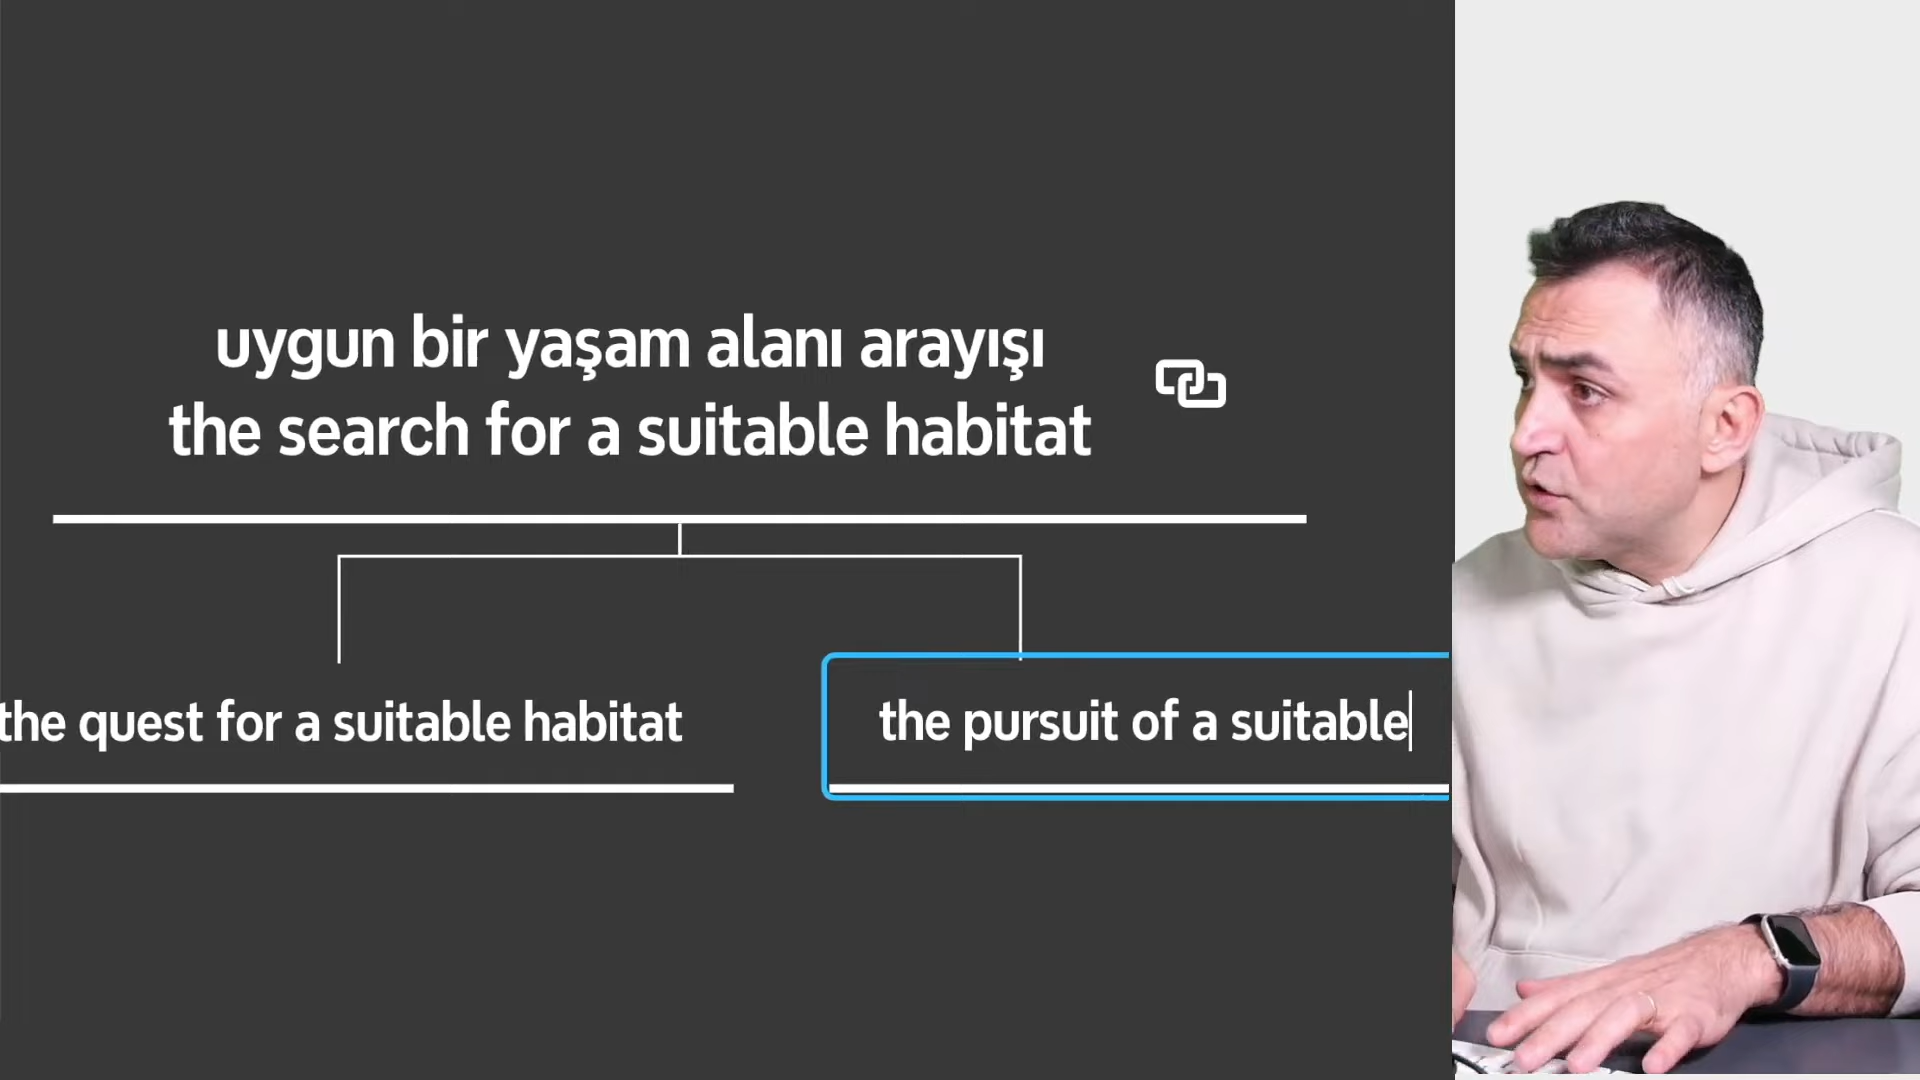 uygun bir yaşam alanı arayışı
the search for a suitable habitat
the quest for a suitable habitat
the pursuit of a suitable